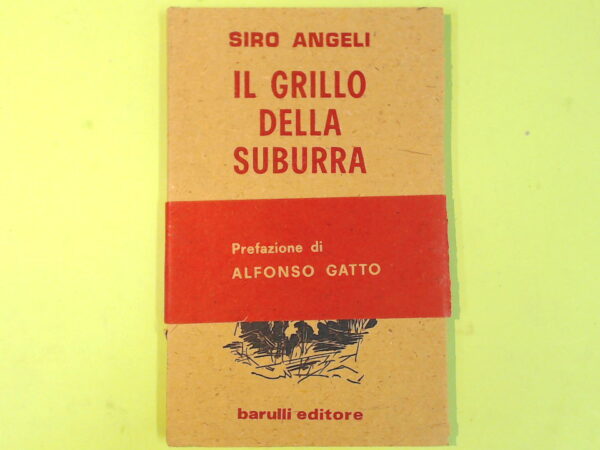 SIRO ANGELI
IL GRILLO
DELLA
SUBURRA
Prefazione di
ALFONSO GATTO
barulli editore